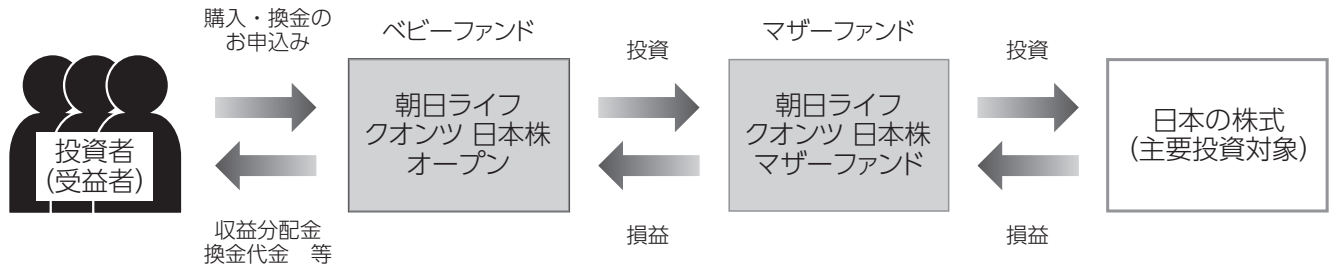 購入・換金の
お申込み
ベビーファンド
投資
マザーファンド
投資
投資者
(受益者)
朝日ライフ
クオンツ 日本株
オープン
朝日ライフ
クオンツ 日本株
マザーファンド
日本の株式
(主要投資対象)
収益分配金
換金代金　等
損益
損益